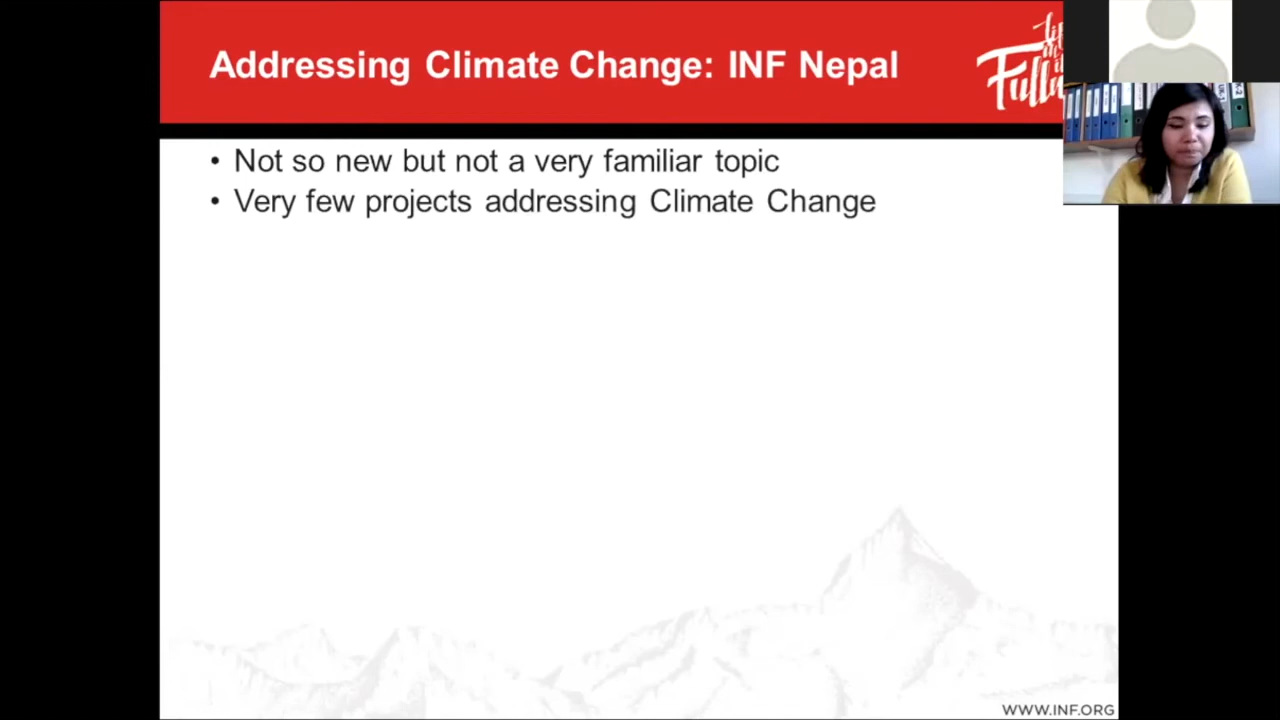 Addressing Climate Change: INF Nepal
• Not so new but not a very familiar topic
• Very few projects addressing Climate Change
WWW.INF.ORG